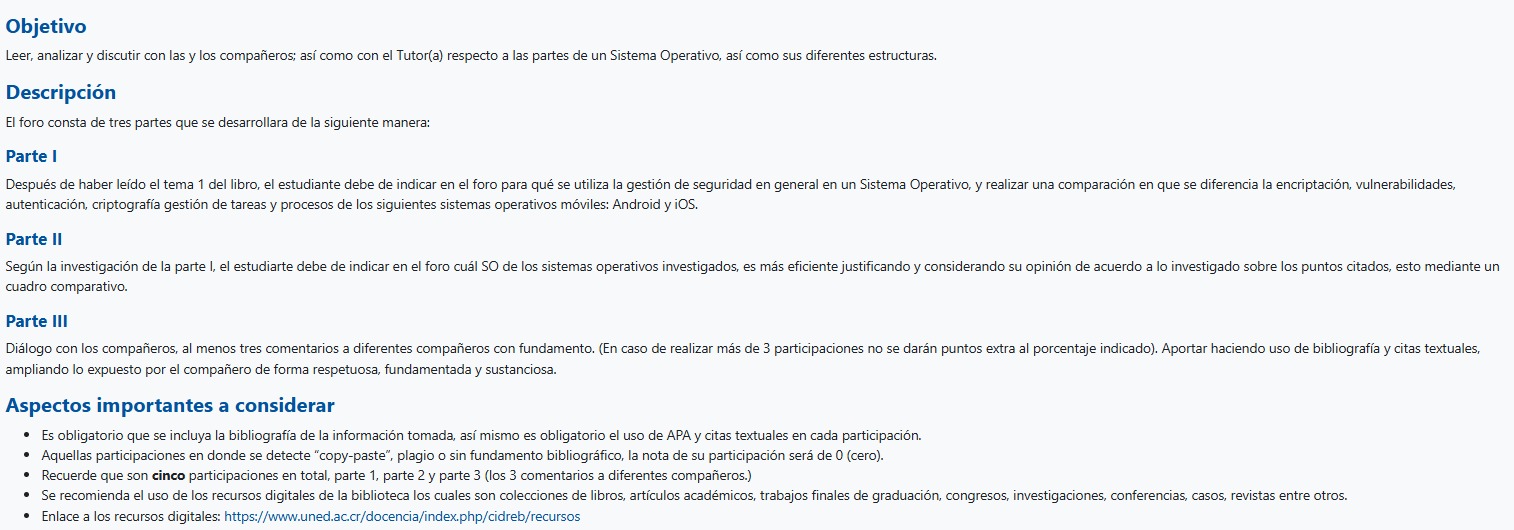 Objetivo
Leer, analizar y discutir con las y los compañeros; así como con el Tutor(a) respecto a las partes de un Sistema Operativo, así como sus diferentes estructuras.
Descripción
El foro consta de tres partes que se desarrollara de la siguiente manera:
Parte I
Después de haber leído el tema 1 del libro, el estudiante debe de indicar en el foro para qué se utiliza la gestión de seguridad en general en un Sistema Operativo, y realizar una comparación en que se diferencia la encriptación, vulnerabilidades,
autenticación, criptografía gestión de tareas y procesos de los siguientes sistemas operativos móviles: Android y iOS.
Parte II
Según la investigación de la parte I, el estudiarte debe de indicar en el foro cuál SO de los sistemas operativos investigados, es más eficiente justificando y considerando su opinión de acuerdo a lo investigado sobre los puntos citados, esto mediante un
cuadro comparativo.
Parte III
Diálogo con los compañeros, al menos tres comentarios a diferentes compañeros con fundamento. (En caso de realizar más de 3 participaciones no se darán puntos extra al porcentaje indicado). Aportar haciendo uso de bibliografía y citas textuales,
ampliando lo expuesto por el compañero de forma respetuosa, fundamentada y sustanciosa.
Aspectos importantes a considerar
• Es obligatorio que se incluya la bibliografía de la información tomada, así mismo es obligatorio el uso de APA y citas textuales en cada participación.
• Aquellas participaciones en donde se detecte “copy-paste”, plagio o sin fundamento bibliográfico, la nota de su participación será de 0 (cero).
• Recuerde que son cinco participaciones en total, parte 1, parte 2 y parte 3 (los 3 comentarios a diferentes compañeros.)
• Se recomienda el uso de los recursos digitales de la biblioteca los cuales son colecciones de libros, artículos académicos, trabajos finales de graduación, congresos, investigaciones, conferencias, casos, revistas entre otros.
• Enlace a los recursos digitales: https://www.uned.ac.cr/docencia/index.php/cidreb/recursos